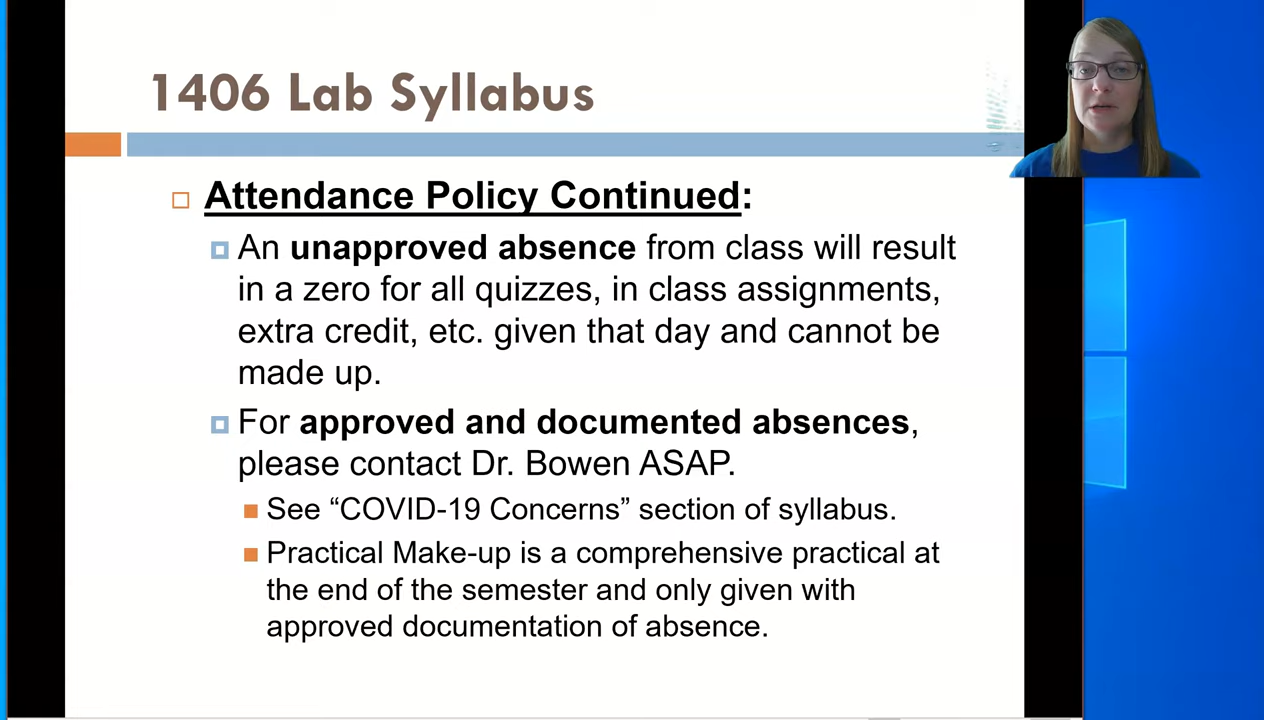 1406 Lab Syllabus
Attendance Policy Continued:
An unapproved absence from class will result
in a zero for all quizzes, in class assignments,
extra credit, etc. given that day and cannot be
made up.
For approved and documented absences,
please contact Dr. Bowen ASAP.
See “COVID-19 Concerns” section of syllabus.
Practical Make-up is a comprehensive practical at
the end of the semester and only given with
approved documentation of absence.